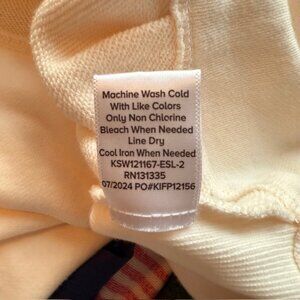 Machine Wash Cold
With Like Colors
Only Non Chlorine
Bleach When Needed
Line Dry
Cool Iron When Needed
KSW121167-ESL-2
RN131335
07/2024 PO#KIFP12156